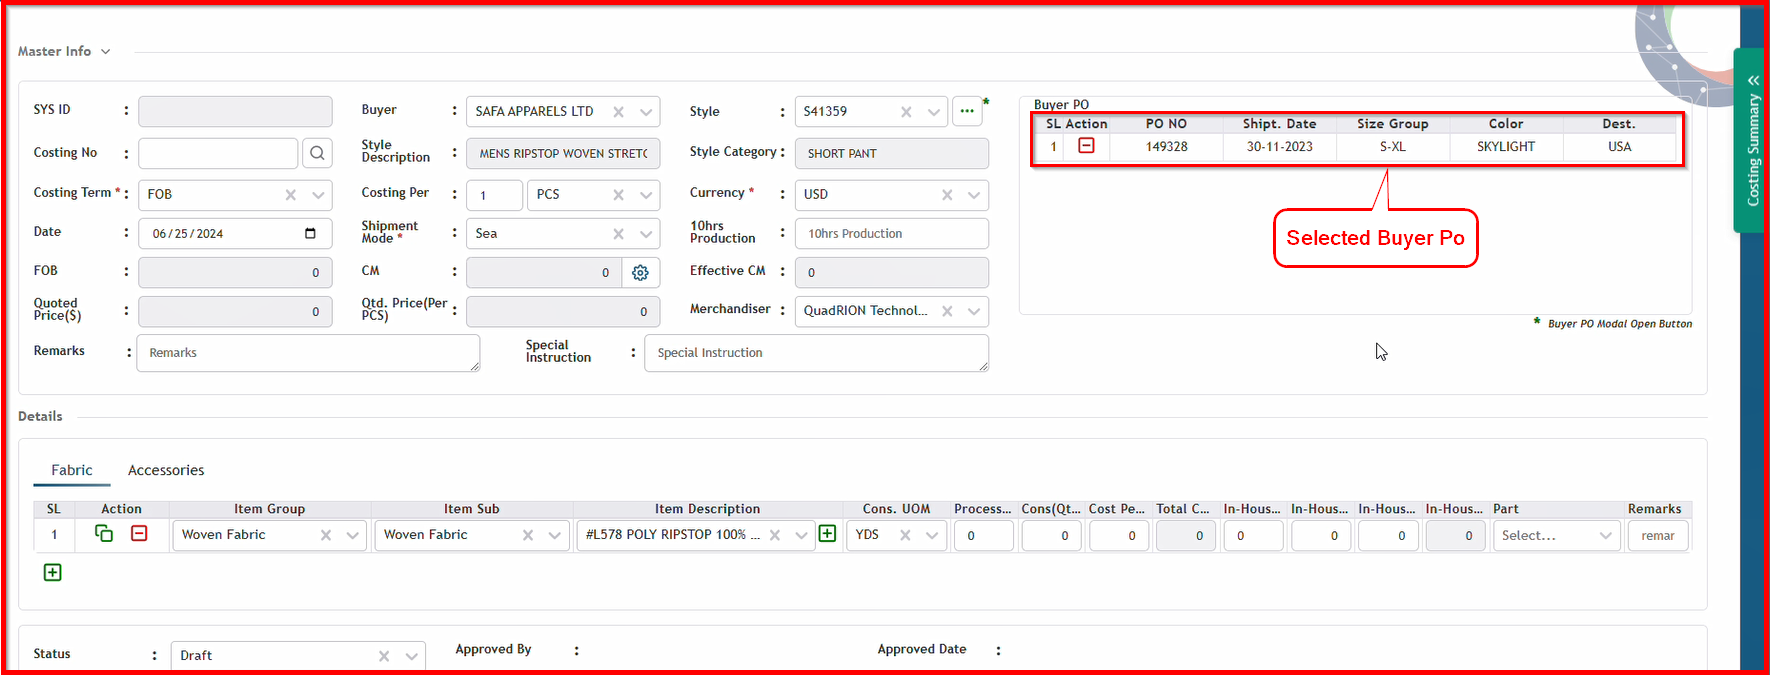 Master Info
SYS ID :
Buyer : SAFA APPARELS LTD
Style : S41359 ... *
Costing No :
Style Description : MENS RIPSTOP WOVEN STRETC
Style Category : SHORT PANT
Costing Term * : FOB
Costing Per : 1 PCS
Currency * : USD
Date : 06/25/2024
Shipment Mode * : Sea
10hrs Production : 10hrs Production
FOB : 0
CM : 0
Effective CM : 0
Quoted Price($) : 0
Qtd. Price(Per PCS) : 0
Merchandiser : QuadRION Technol...
Remarks : Remarks
Special Instruction : Special Instruction
Buyer PO
SL Action PO NO Shipt. Date Size Group Color Dest.
1 149328 30-11-2023 S-XL SKYLIGHT USA
Selected Buyer Po
* Buyer PO Modal Open Button
Costing Summary
Details
Fabric Accessories
SL Action Item Group Item Sub Item Description Cons. UOM Process... Cons(Qt... Cost Pe... Total C... In-Hous... In-Hous... In-Hous... In-Hous... Part Remarks
1 Woven Fabric Woven Fabric #L578 POLY RIPSTOP 100% ... YDS 0 0 0 0 0 0 0 0 Select... remar
Status : Draft
Approved By :
Approved Date :